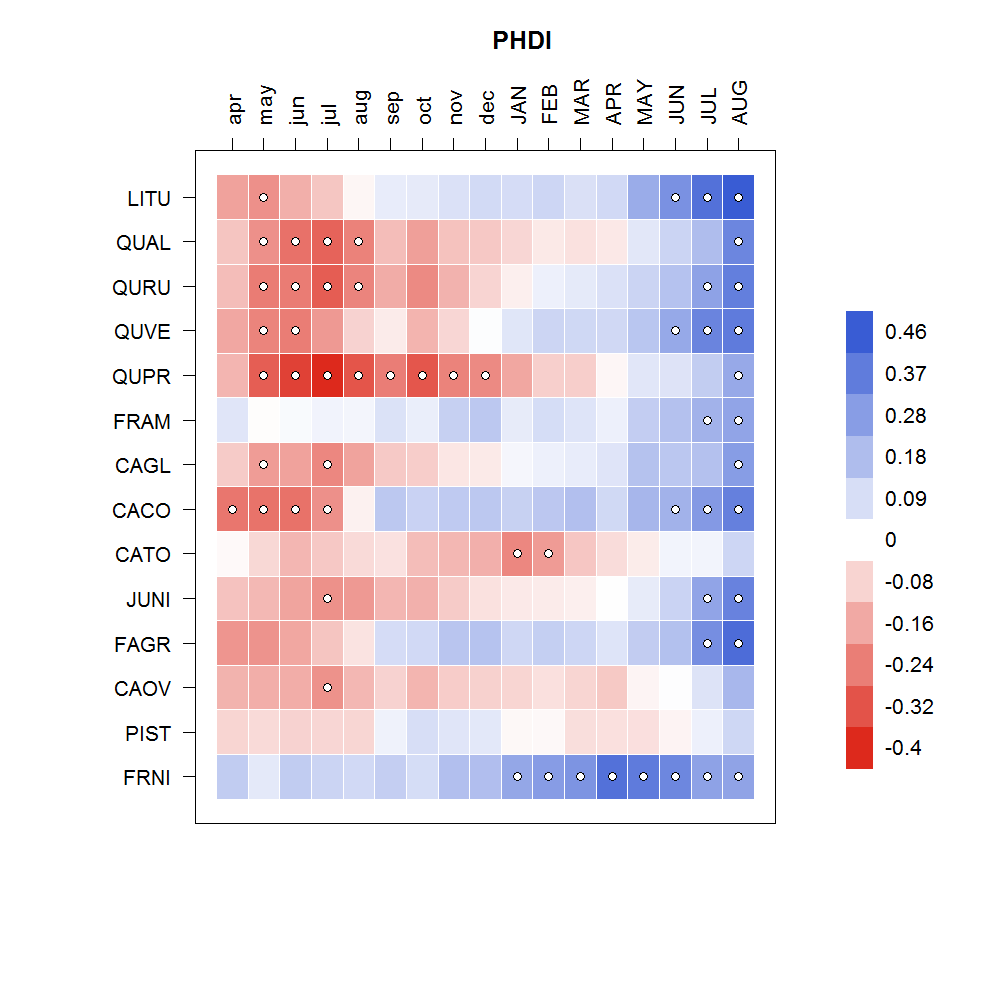 PHDI
apr may jun jul aug sep oct nov dec JAN FEB MAR APR MAY JUN JUL AUG
LITU
QUAL
QURU
QUVE
QUPR
FRAM
CAGL
CACO
CATO
JUNI
FAGR
CAOV
PIST
FRNI
0.46
0.37
0.28
0.18
0.09
0
-0.08
-0.16
-0.24
-0.32
-0.4